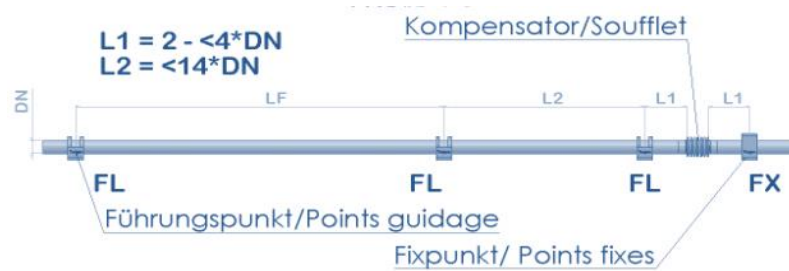 L1 = 2 - <4*DN
Kompensator/Soufflet
L2 = <14*DN
DN
LF
L2
L1
L1
FL
FL
FL
FX
Führungspunkt/Points guidage
Fixpunkt/ Points fixes